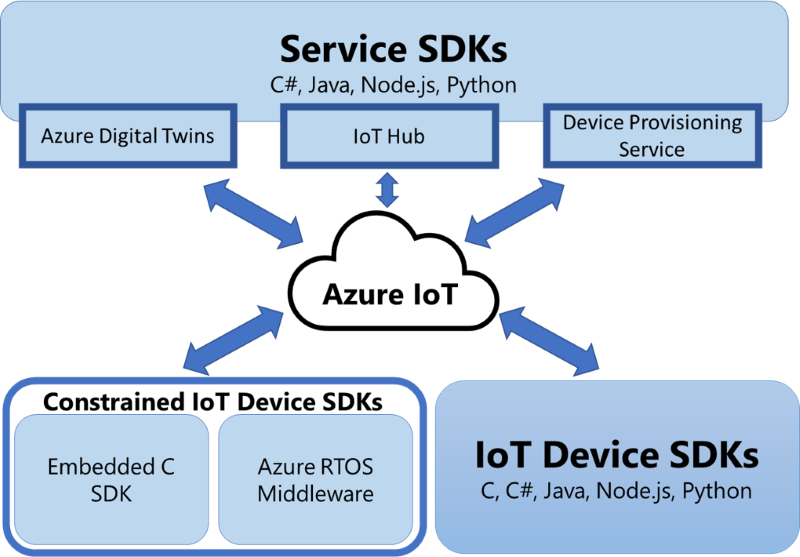 Service SDKs
C#, Java, Node.js, Python
Azure Digital Twins
IoT Hub
Device Provisioning
Service
Azure IoT
Constrained IoT Device SDKs
Embedded C
SDK
Azure RTOS
Middleware
IoT Device SDKs
C, C#, Java, Node.js, Python